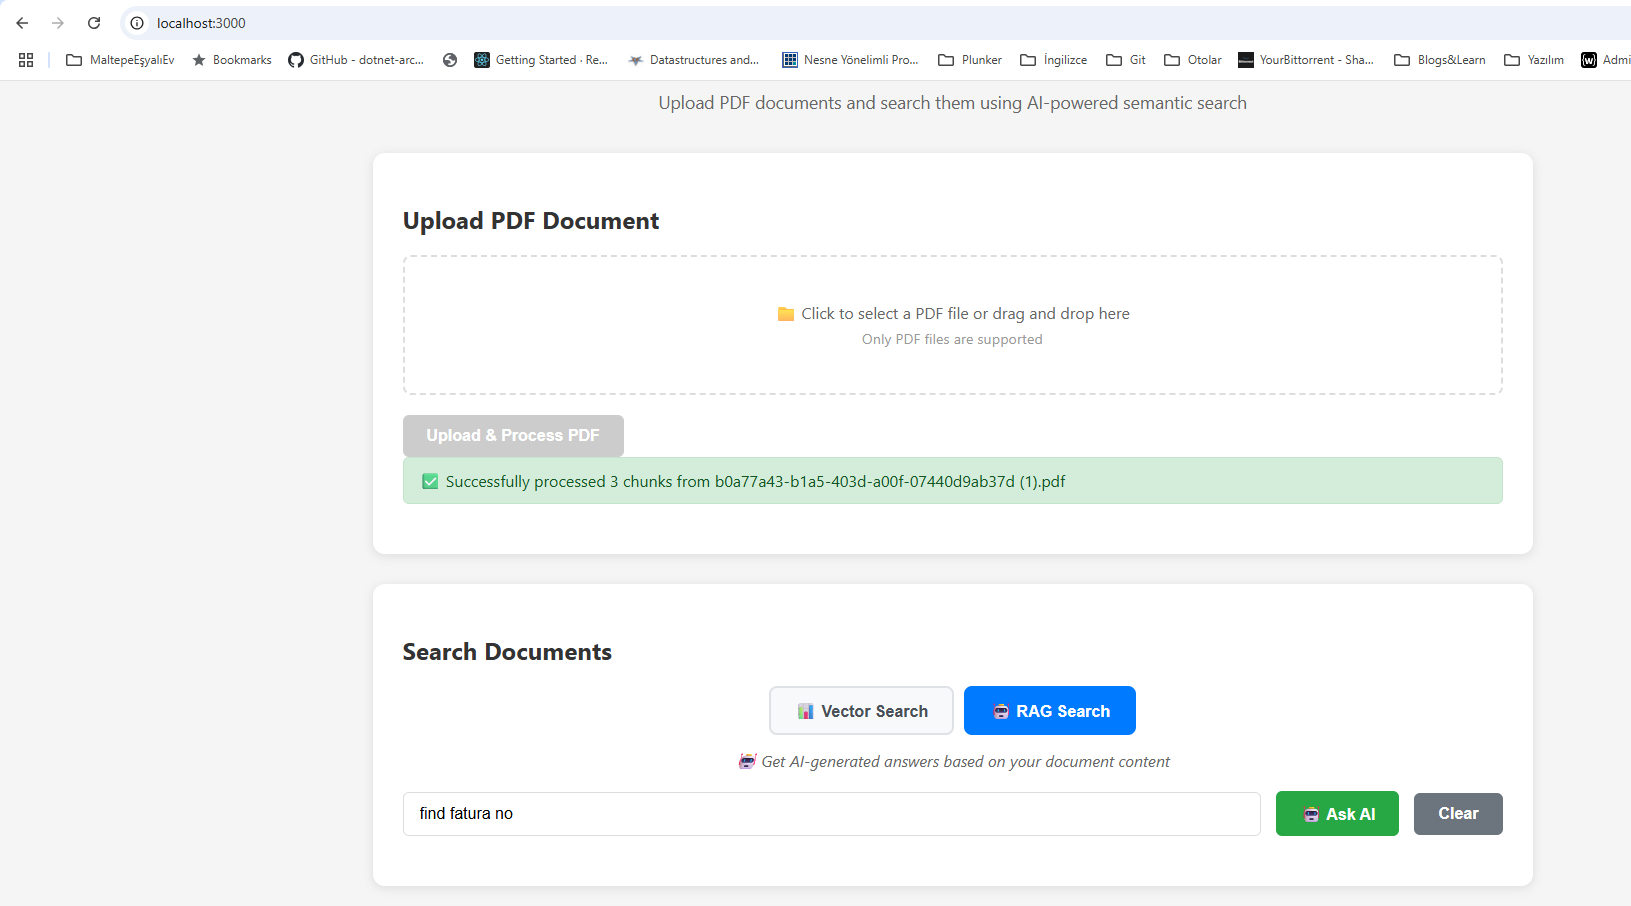 localhost:3000
MaltepeEşyalıEv Bookmarks GitHub - dotnet-arc... Getting Started · Re... Datastructures and... Nesne Yönelimli Pro... Plunker İngilizce Git Otolar YourBittorrent - Sha... Blogs&Learn Yazılım Admi
Upload PDF documents and search them using AI-powered semantic search
Upload PDF Document
Click to select a PDF file or drag and drop here
Only PDF files are supported
Upload & Process PDF
Successfully processed 3 chunks from b0a77a43-b1a5-403d-a00f-07440d9ab37d (1).pdf
Search Documents
Vector Search RAG Search
Get AI-generated answers based on your document content
find fatura no Ask AI Clear